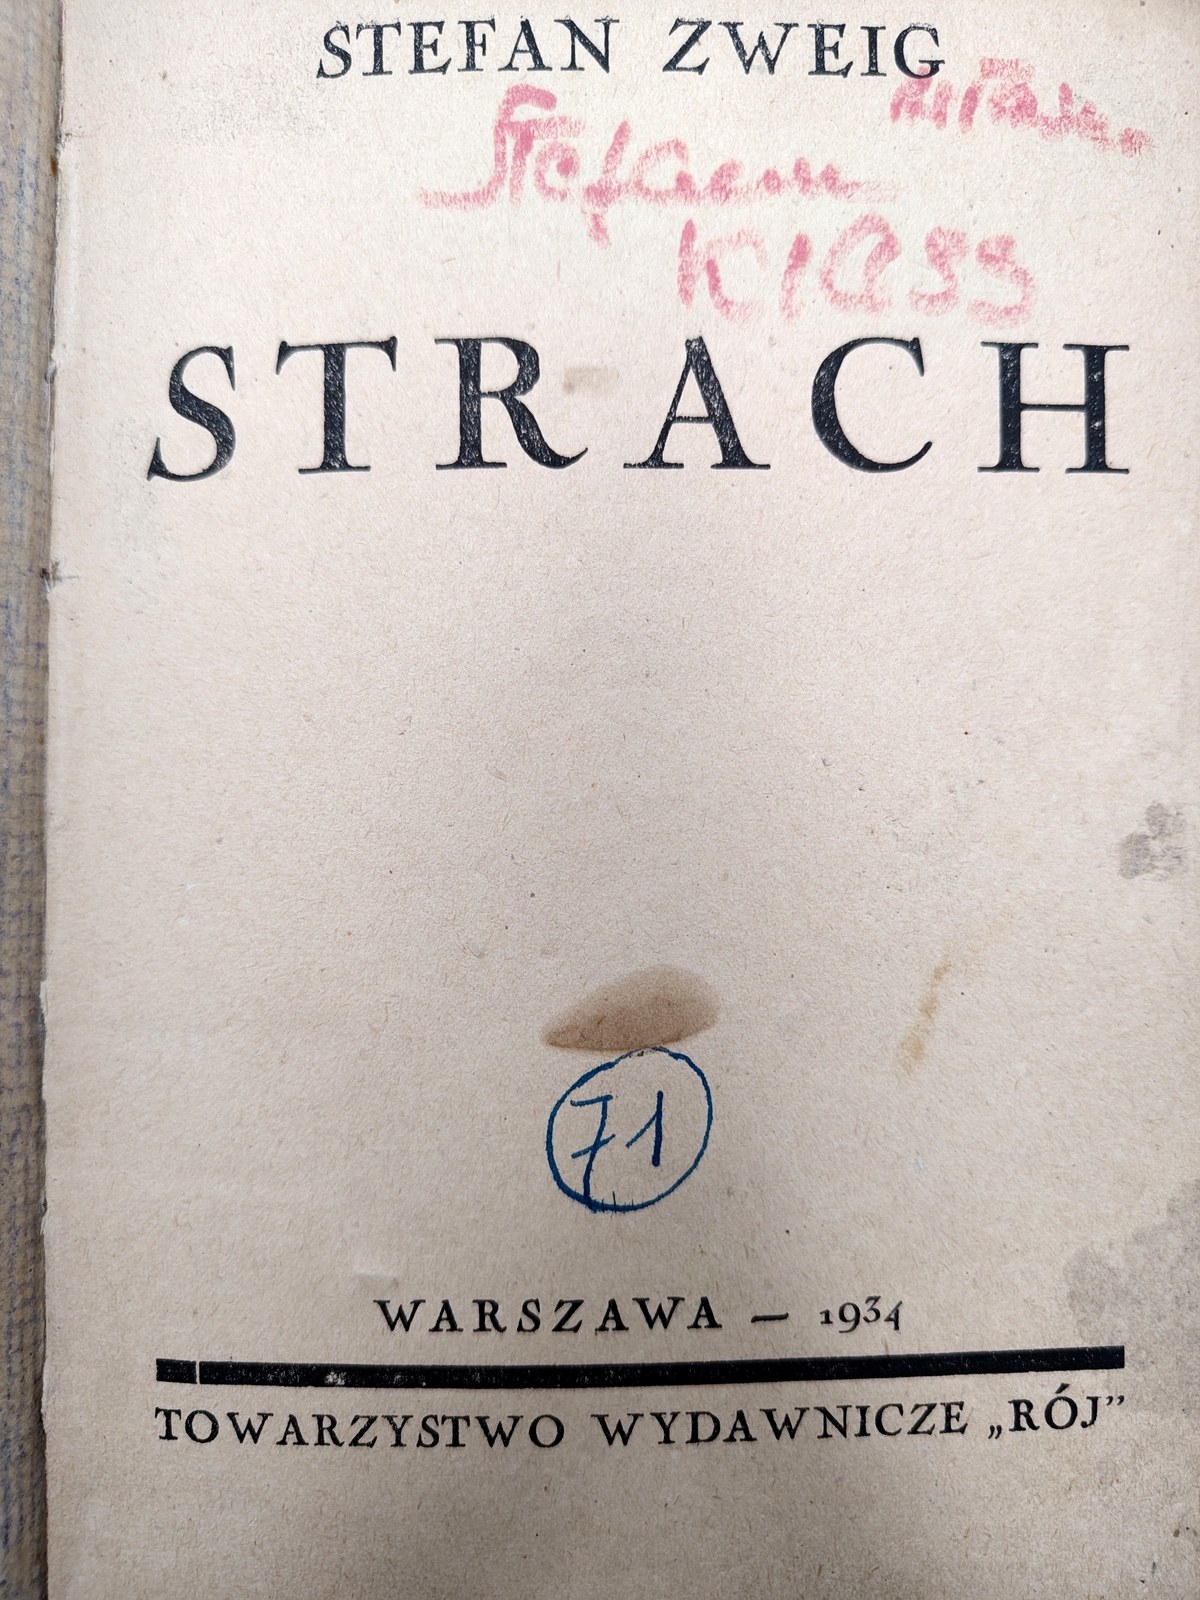 STEFAN ZWEIG
Stefan
Klass
STRACH
71
WARSZAWA — 1934
TOWARZYSTWO WYDAWNICZE „RÓJ”